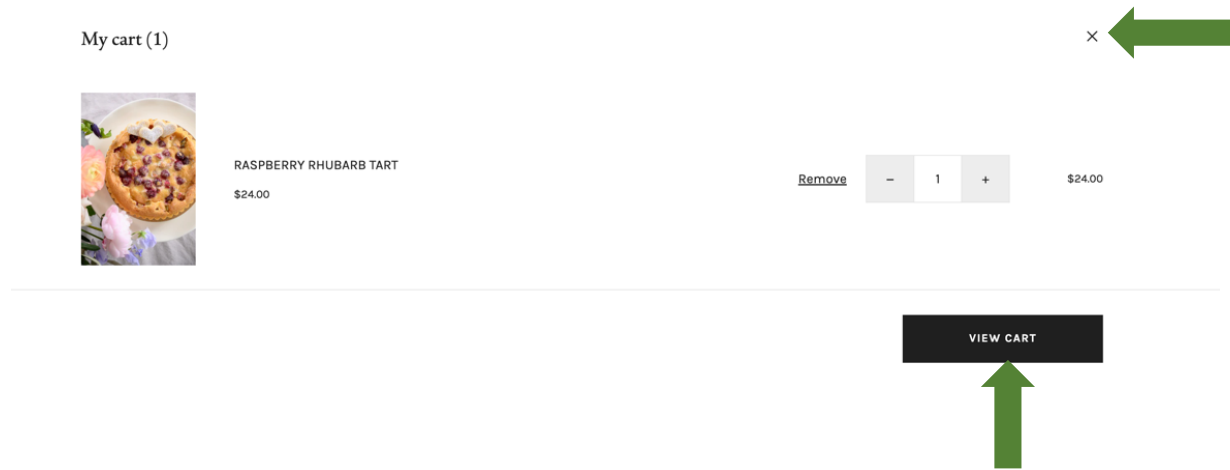 My cart (1)
RASPBERRY RHUBARB TART
$24.00
Remove
− 1 +
$24.00
VIEW CART